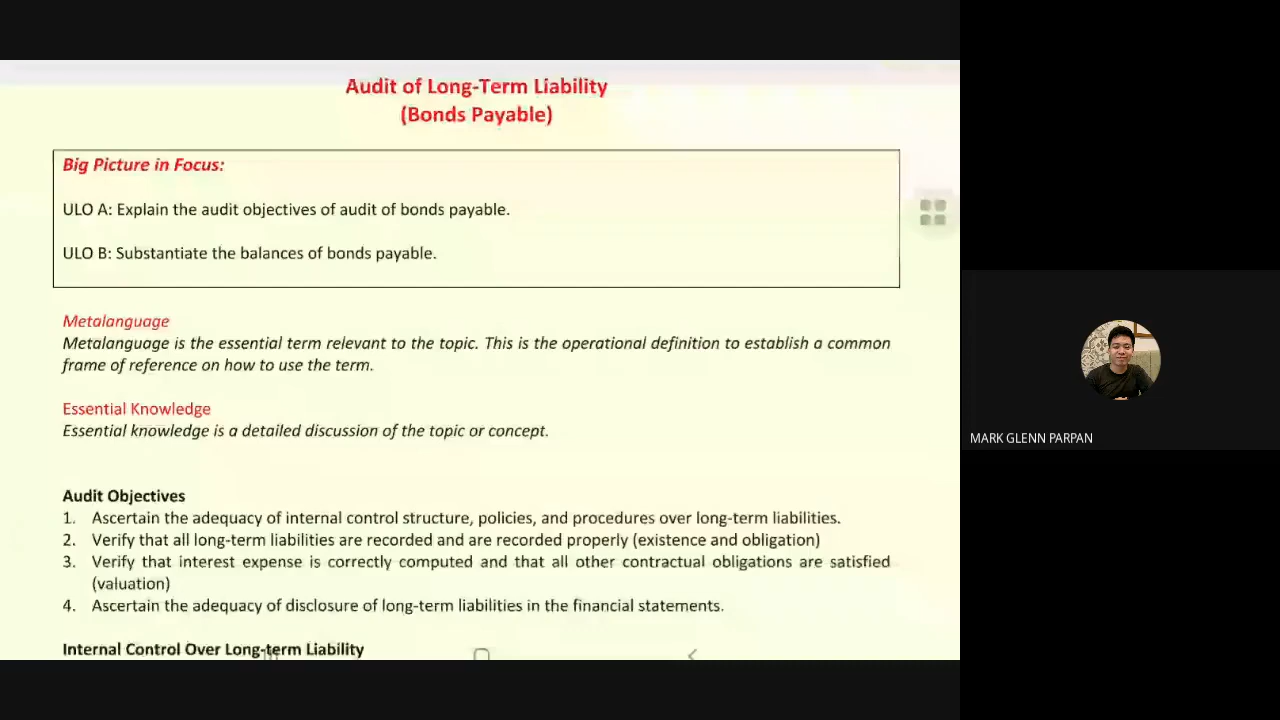 Audit of Long-Term Liability
(Bonds Payable)
Big Picture in Focus:
ULO A: Explain the audit objectives of audit of bonds payable.
ULO B: Substantiate the balances of bonds payable.
Metalanguage
Metalanguage is the essential term relevant to the topic. This is the operational definition to establish a common
frame of reference on how to use the term.
Essential Knowledge
Essential knowledge is a detailed discussion of the topic or concept.
Audit Objectives
1. Ascertain the adequacy of internal control structure, policies, and procedures over long-term liabilities.
2. Verify that all long-term liabilities are recorded and are recorded properly (existence and obligation)
3. Verify that interest expense is correctly computed and that all other contractual obligations are satisfied
(valuation)
4. Ascertain the adequacy of disclosure of long-term liabilities in the financial statements.
Internal Control Over Long-term Liability
MARK GLENN PARPAN